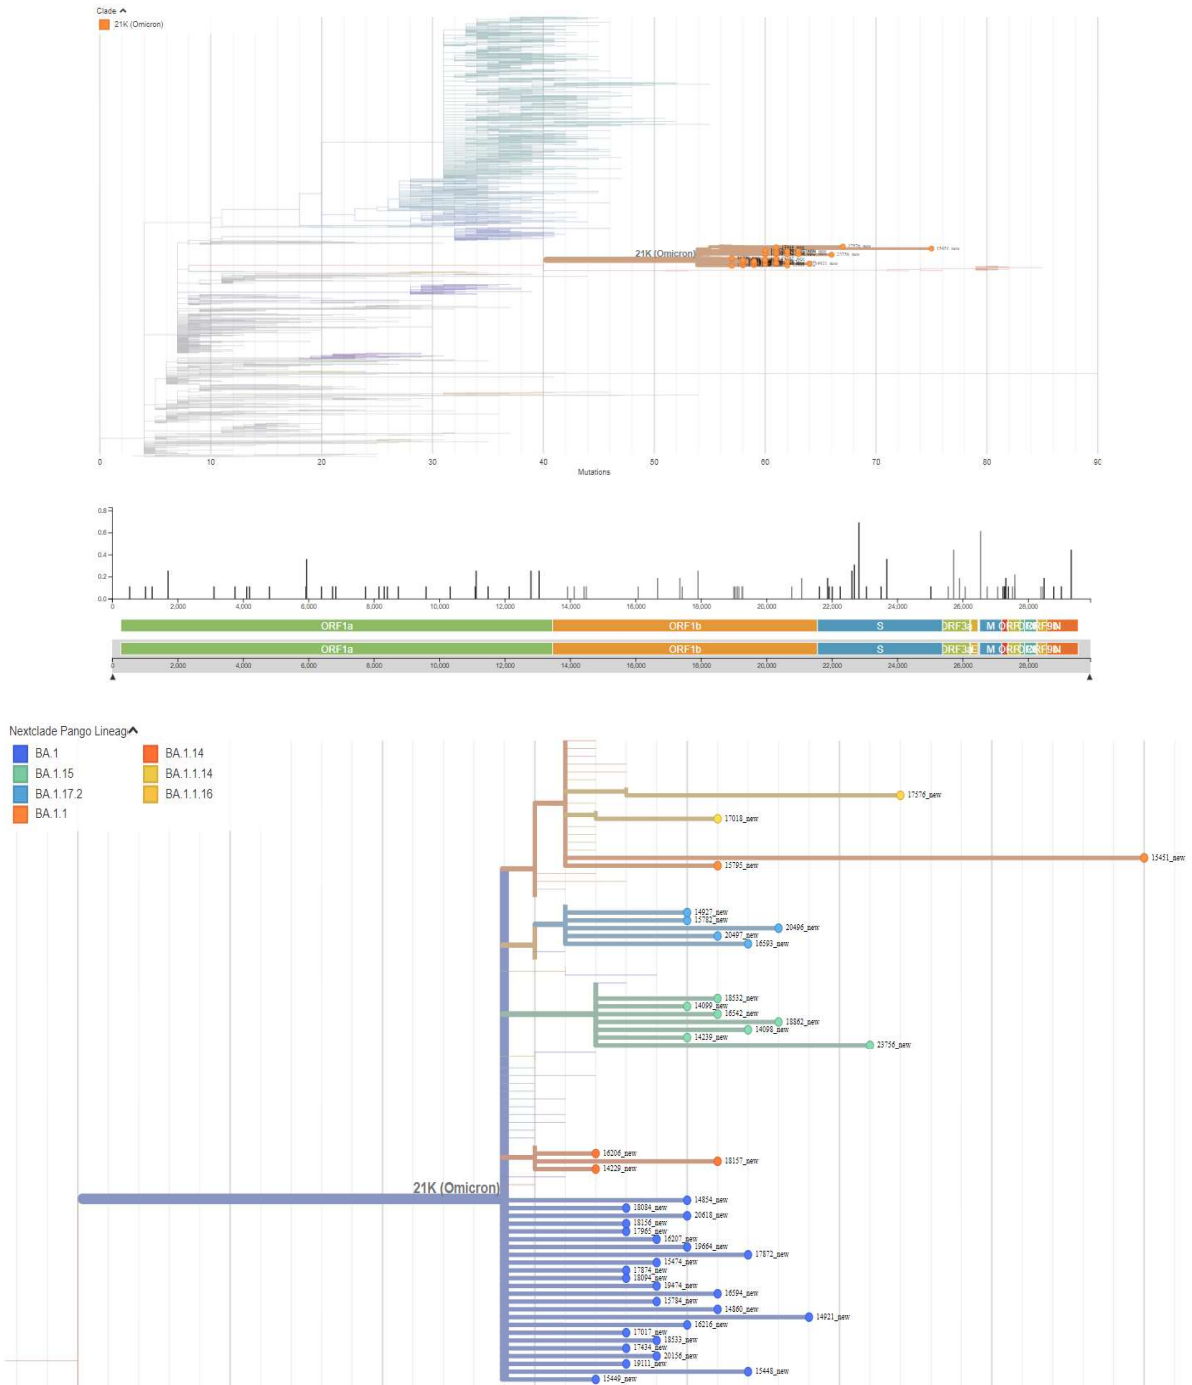 Clade
21K (Omicron)
21K (Omicron)
17576_new
15451_new
23756_new
0 10 20 30 40 50 60 70 80 90
Mutations
0.8
0.6
0.4
0.2
0.0
0 2,000 4,000 6,000 8,000 10,000 12,000 14,000 16,000 18,000 20,000 22,000 24,000 26,000 28,000
ORF1a ORF1b S ORF3a M
ORF1a ORF1b S ORF3a E M
0 2,000 4,000 6,000 8,000 10,000 12,000 14,000 16,000 18,000 20,000 22,000 24,000 26,000 28,000
Nextclade Pango Lineag
BA.1 BA.1.14
BA.1.15 BA.1.1.14
BA.1.17.2 BA.1.1.16
BA.1.1
17576_new
17018_new
15451_new
15795_new
14927_new
15782_new
20496_new
20497_new
16593_new
18532_new
14099_new
16542_new
18862_new
14098_new
14239_new
23756_new
16206_new
18157_new
14229_new
21K (Omicron)
14854_new
18084_new
20618_new
18156_new
17965_new
16207_new
19664_new
17872_new
15474_new
17874_new
18094_new
19474_new
16594_new
15784_new
14860_new
14921_new
16216_new
17017_new
18533_new
17434_new
20156_new
19111_new
15448_new
15449_new